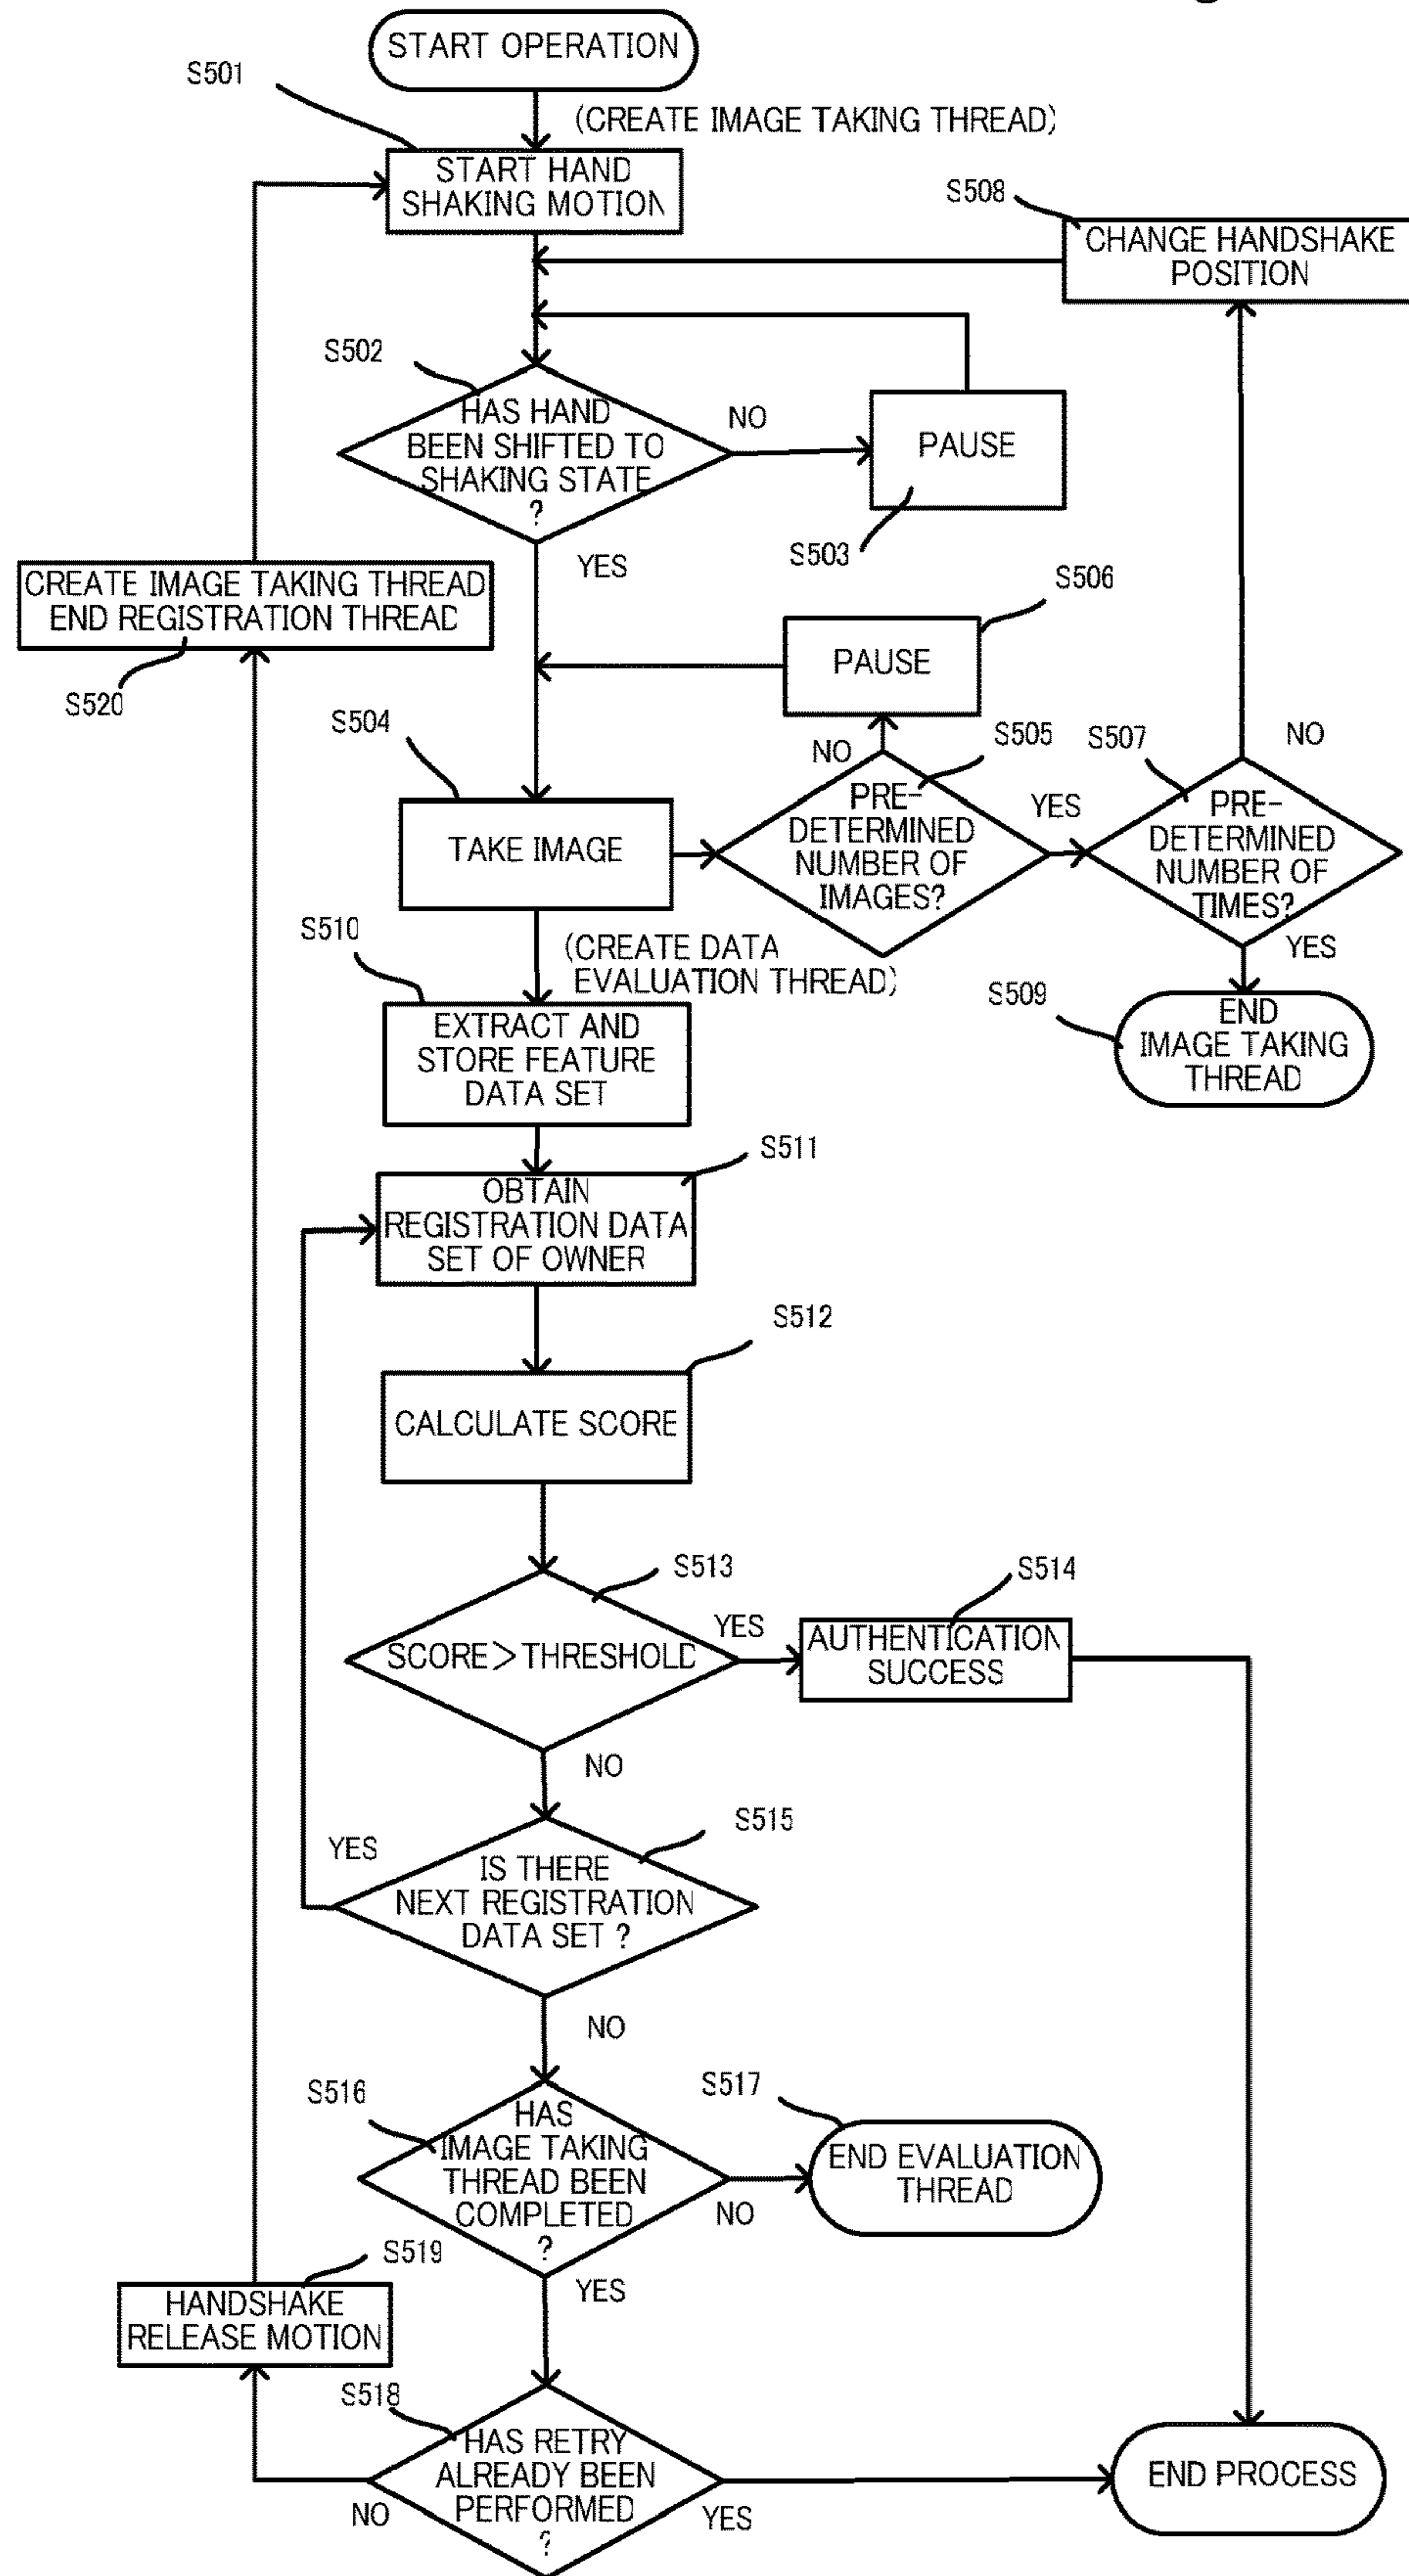 START OPERATION
S501
(CREATE IMAGE TAKING THREAD)
START HAND
SHAKING MOTION
S508
CHANGE HANDSHAKE
POSITION
S502
HAS HAND
BEEN SHIFTED TO
SHAKING STATE
?
NO
PAUSE
S503
YES
CREATE IMAGE TAKING THREAD
END REGISTRATION THREAD
S520
S506
PAUSE
S504
TAKE IMAGE
NO
S505
PRE-
DETERMINED
NUMBER OF
IMAGES?
YES
S507
NO
PRE-
DETERMINED
NUMBER OF
TIMES?
YES
S509
END
IMAGE TAKING
THREAD
S510
(CREATE DATA
EVALUATION THREAD)
EXTRACT AND
STORE FEATURE
DATA SET
S511
OBTAIN
REGISTRATION DATA
SET OF OWNER
S512
CALCULATE SCORE
S513
SCORE>THRESHOLD
YES
S514
AUTHENTICATION
SUCCESS
NO
S515
YES
IS THERE
NEXT REGISTRATION
DATA SET ?
NO
S516
HAS
IMAGE TAKING
THREAD BEEN
COMPLETED
?
NO
S517
END EVALUATION
THREAD
YES
S519
HANDSHAKE
RELEASE MOTION
S518
HAS RETRY
ALREADY BEEN
PERFORMED
?
NO
YES
END PROCESS